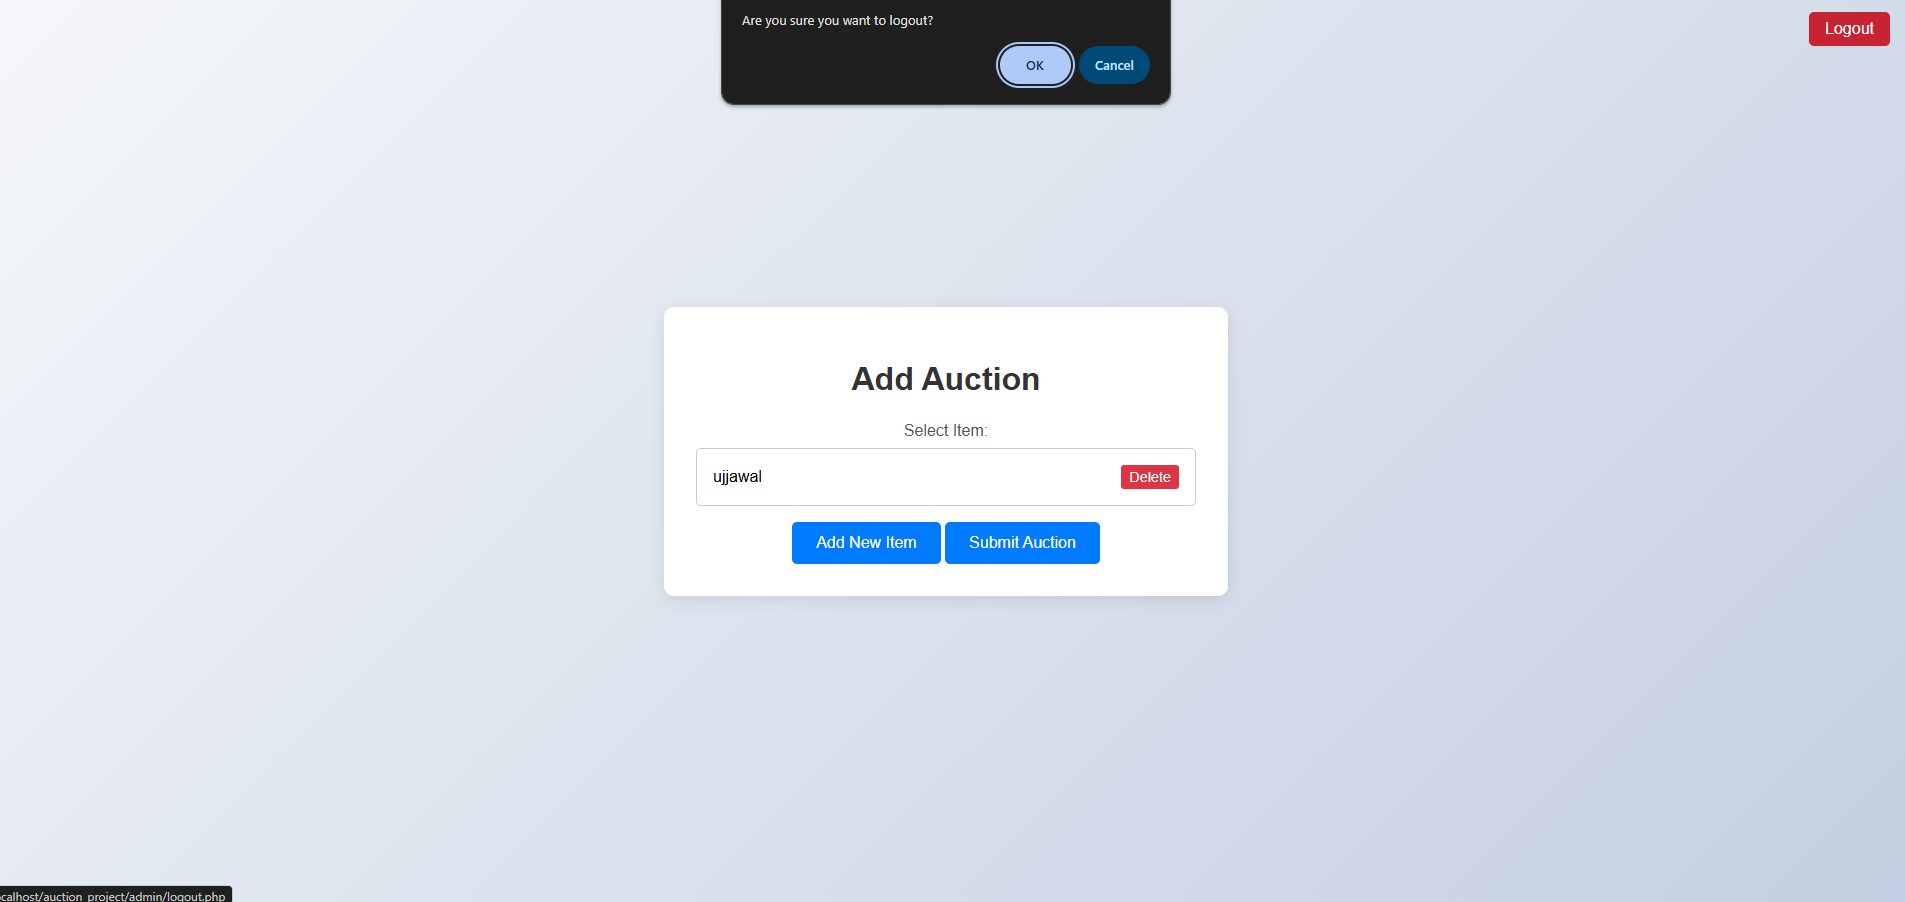 Are you sure you want to logout?
OK
Cancel
Logout
Add Auction
Select Item:
ujjawal
Delete
Add New Item
Submit Auction
calhost/auction_project/admin/logout.php